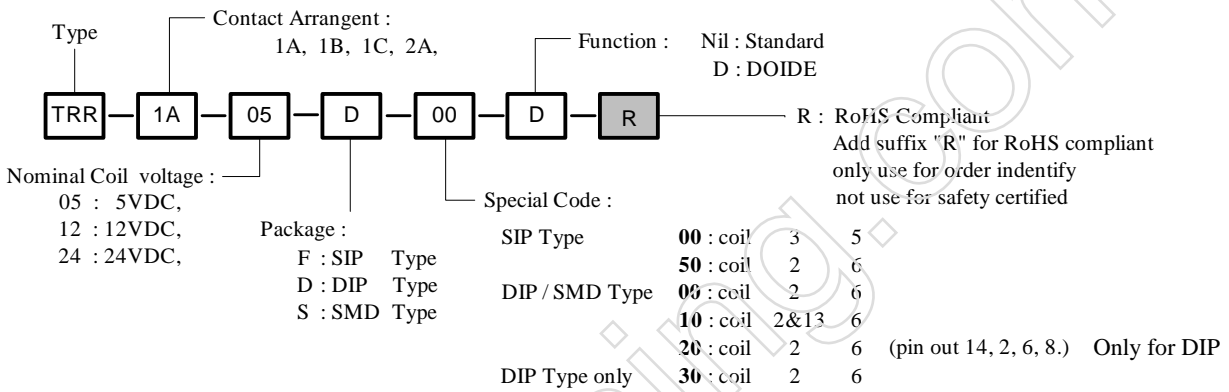 Type
Contact Arrangent :
1A, 1B, 1C, 2A,
Function : Nil : Standard
D : DOIDE
TRR 1A 05 D 00 D R
R : RoHS Compliant
Add suffix "R" for RoHS compliant
only use for order indentify
not use for safety certified
Nominal Coil voltage :
05 : 5VDC,
12 : 12VDC,
24 : 24VDC,
Package :
F : SIP Type
D : DIP Type
S : SMD Type
Special Code :
SIP Type 00 : coil 3 5
50 : coil 2 6
DIP / SMD Type 00 : coil 2 6
10 : coil 2&13 6
20 : coil 2 6 (pin out 14, 2, 6, 8.) Only for DIP
DIP Type only 30 : coil 2 6